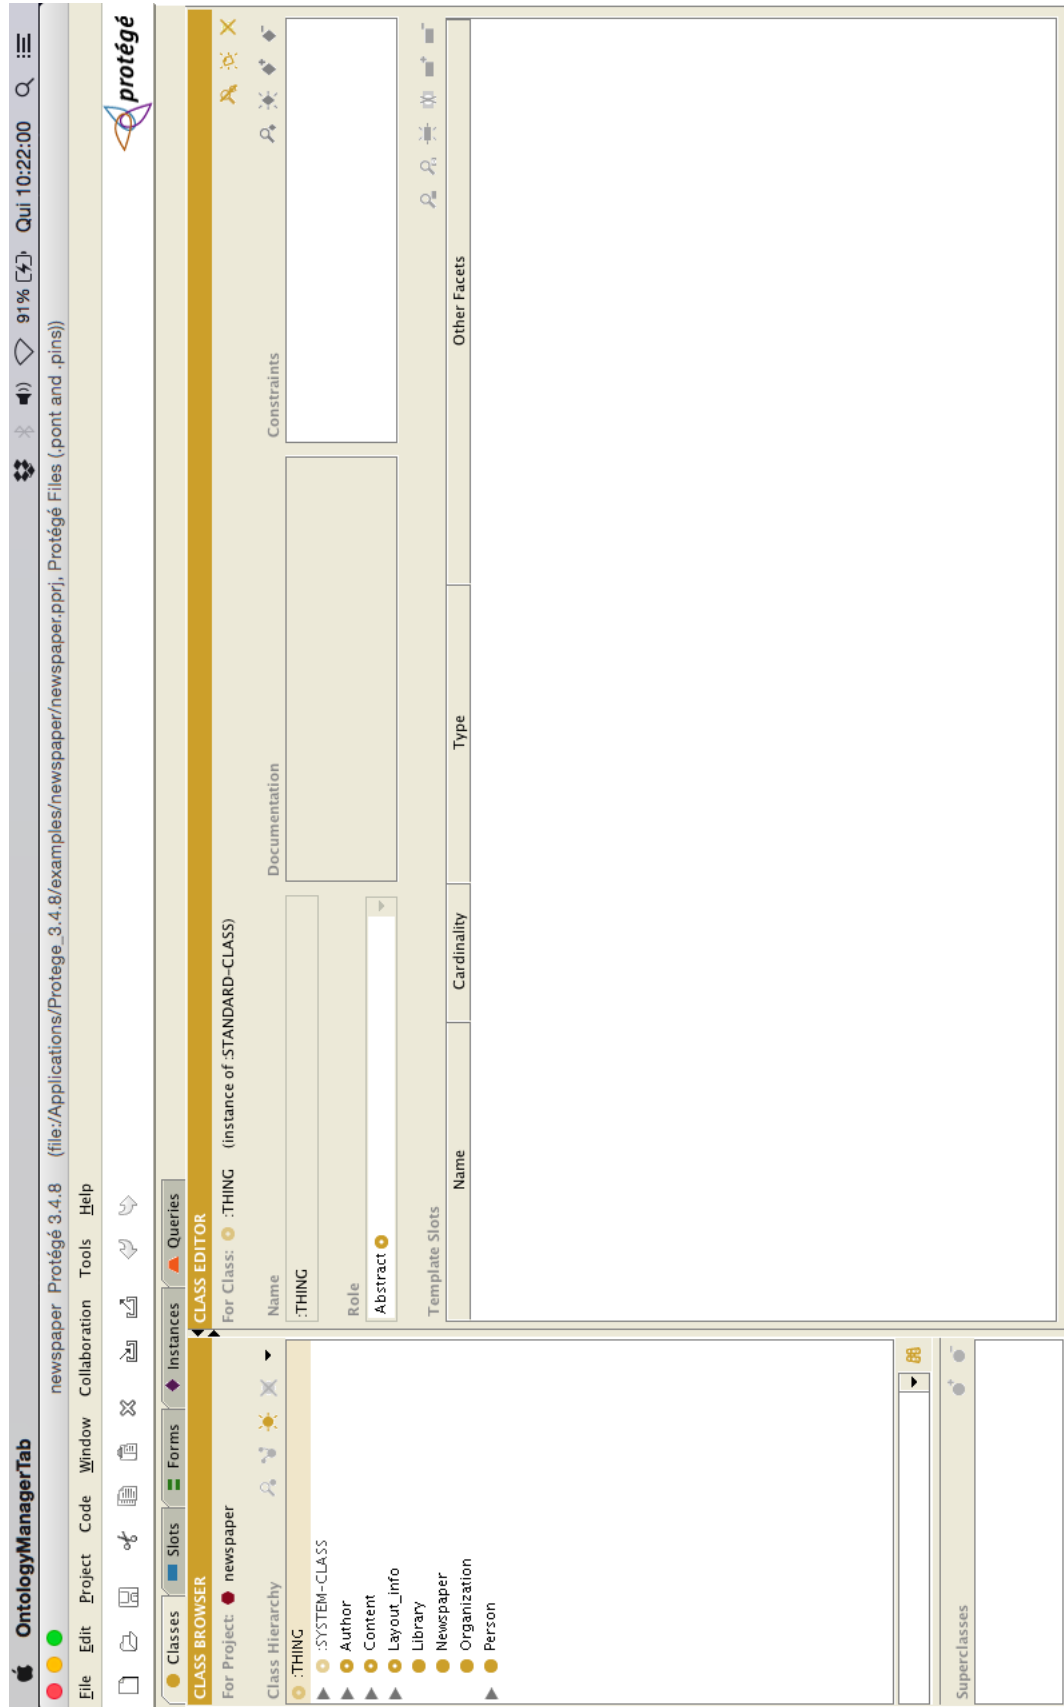 OntologyManagerTab 91% Qui 10:22:00
newspaper Protégé 3.4.8 (file:/Applications/Protege_3.4.8/examples/newspaper/newspaper.pprj, Protégé Files (.pont and .pins))
File Edit Project Code Window Collaboration Tools Help
protégé
Classes Slots Forms Instances Queries
CLASS BROWSER
For Project: newspaper
Class Hierarchy
:THING
:SYSTEM-CLASS
Author
Content
Layout_info
Library
Newspaper
Organization
Person
Superclasses
CLASS EDITOR
For Class: :THING (instance of :STANDARD-CLASS)
Name Documentation Constraints
:THING
Role
Abstract
Template Slots
Name Cardinality Type Other Facets